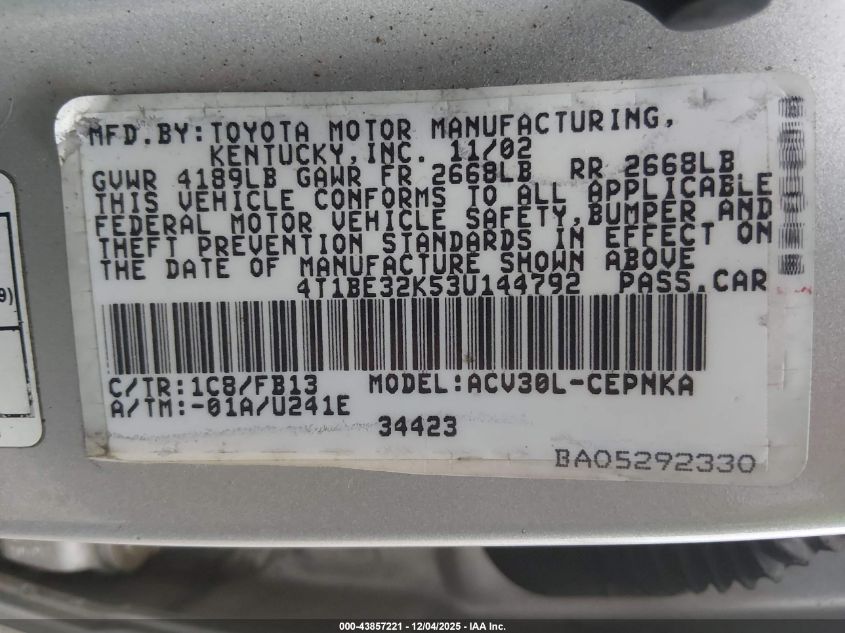 MFD.BY:TOYOTA MOTOR MANUFACTURING,
KENTUCKY,INC. 11/02
GVWR 4189LB GAWR FR 2668LB RR 2668LB
THIS VEHICLE CONFORMS TO ALL APPLICABLE
FEDERAL MOTOR VEHICLE SAFETY,BUMPER AND
THEFT PREVENTION STANDARDS IN EFFECT ON
THE DATE OF MANUFACTURE SHOWN ABOVE
4T1BE32K53U144792 PASS.CAR
C/TR:1C8/FB13 MODEL:ACV30L-CEPNKA
A/TM:-01A/U241E
34423
BA05292330
9)
000-43857221 - 12/04/2025 - IAA Inc.